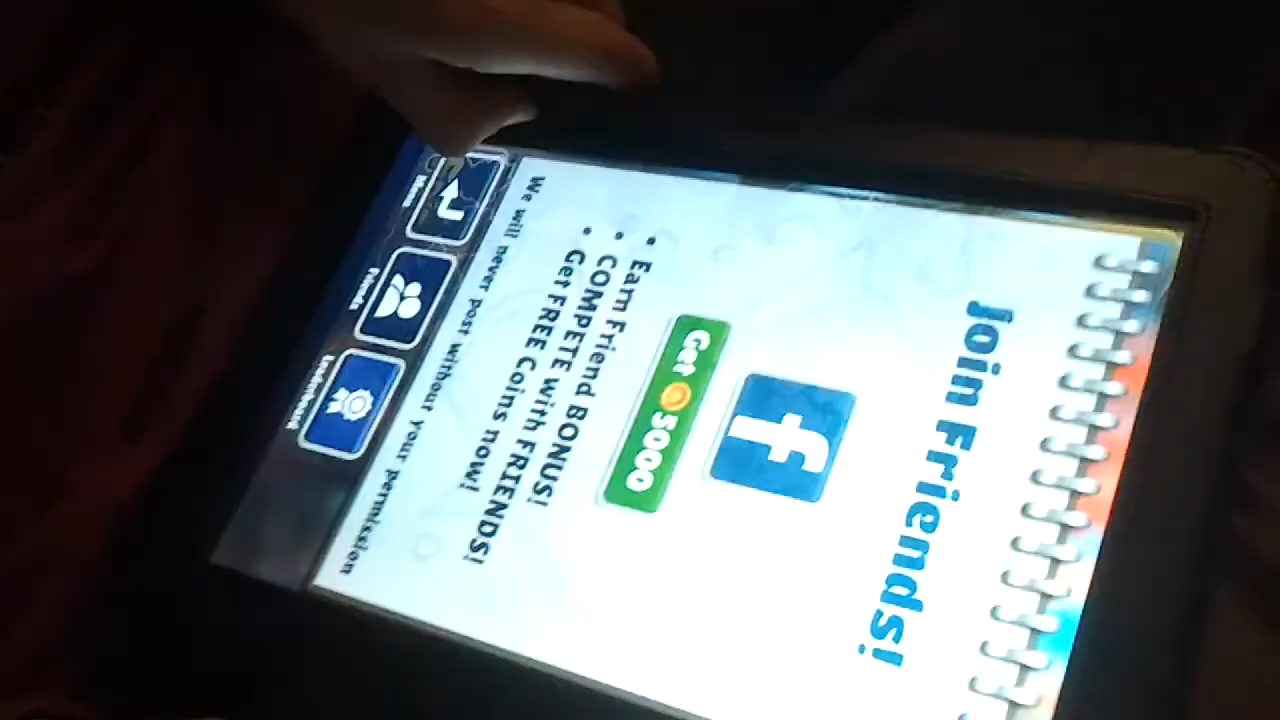 Join Friends!
f
Get 5000
• Earn Friend BONUS!
• COMPETE with FRIENDS!
• Get FREE Coins now!
We will never post without your permission
Menu
Friends
Leaderboard